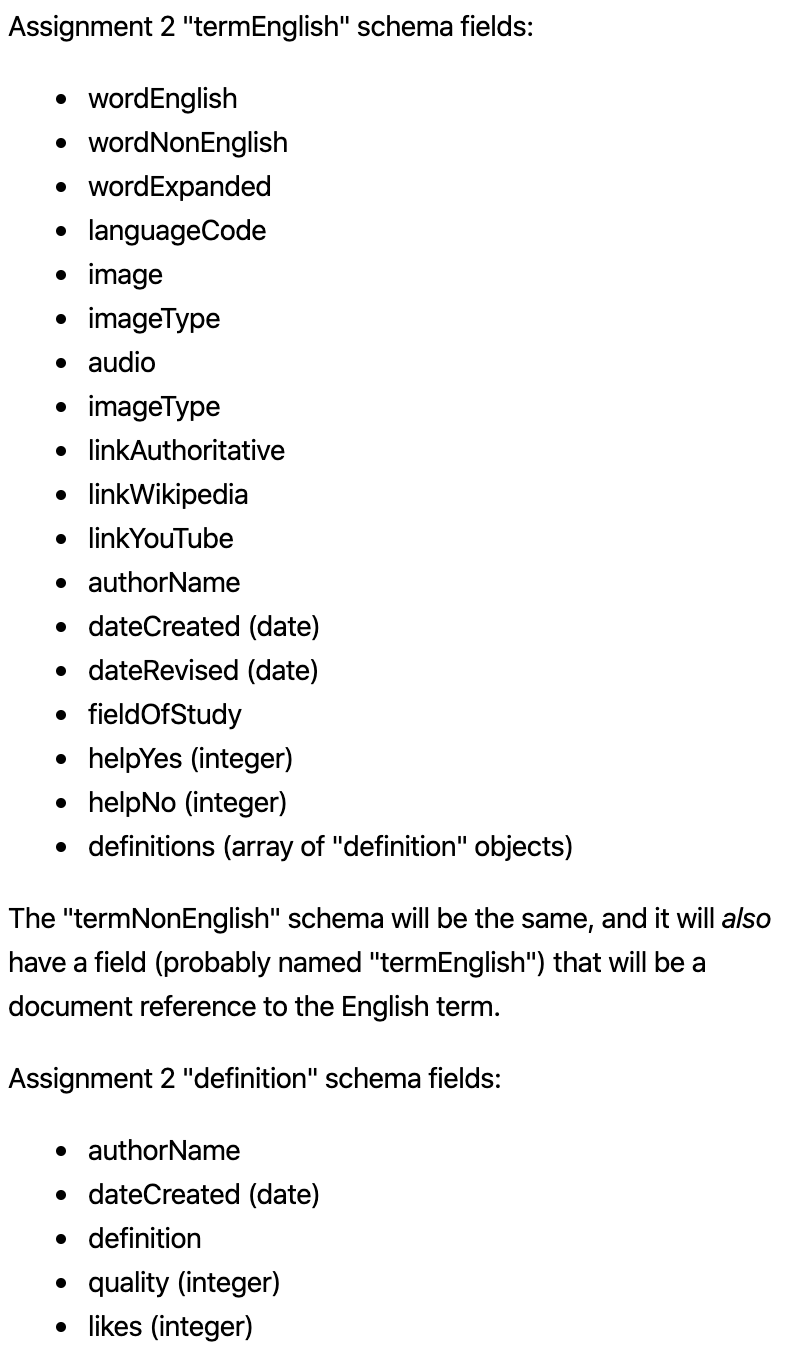 Assignment 2 "termEnglish" schema fields:
• wordEnglish
• wordNonEnglish
• wordExpanded
• languageCode
• image
• imageType
• audio
• imageType
• linkAuthoritative
• linkWikipedia
• linkYouTube
• authorName
• dateCreated (date)
• dateRevised (date)
• fieldOfStudy
• helpYes (integer)
• helpNo (integer)
• definitions (array of "definition" objects)
The "termNonEnglish" schema will be the same, and it will also
have a field (probably named "termEnglish") that will be a
document reference to the English term.
Assignment 2 "definition" schema fields:
• authorName
• dateCreated (date)
• definition
• quality (integer)
• likes (integer)